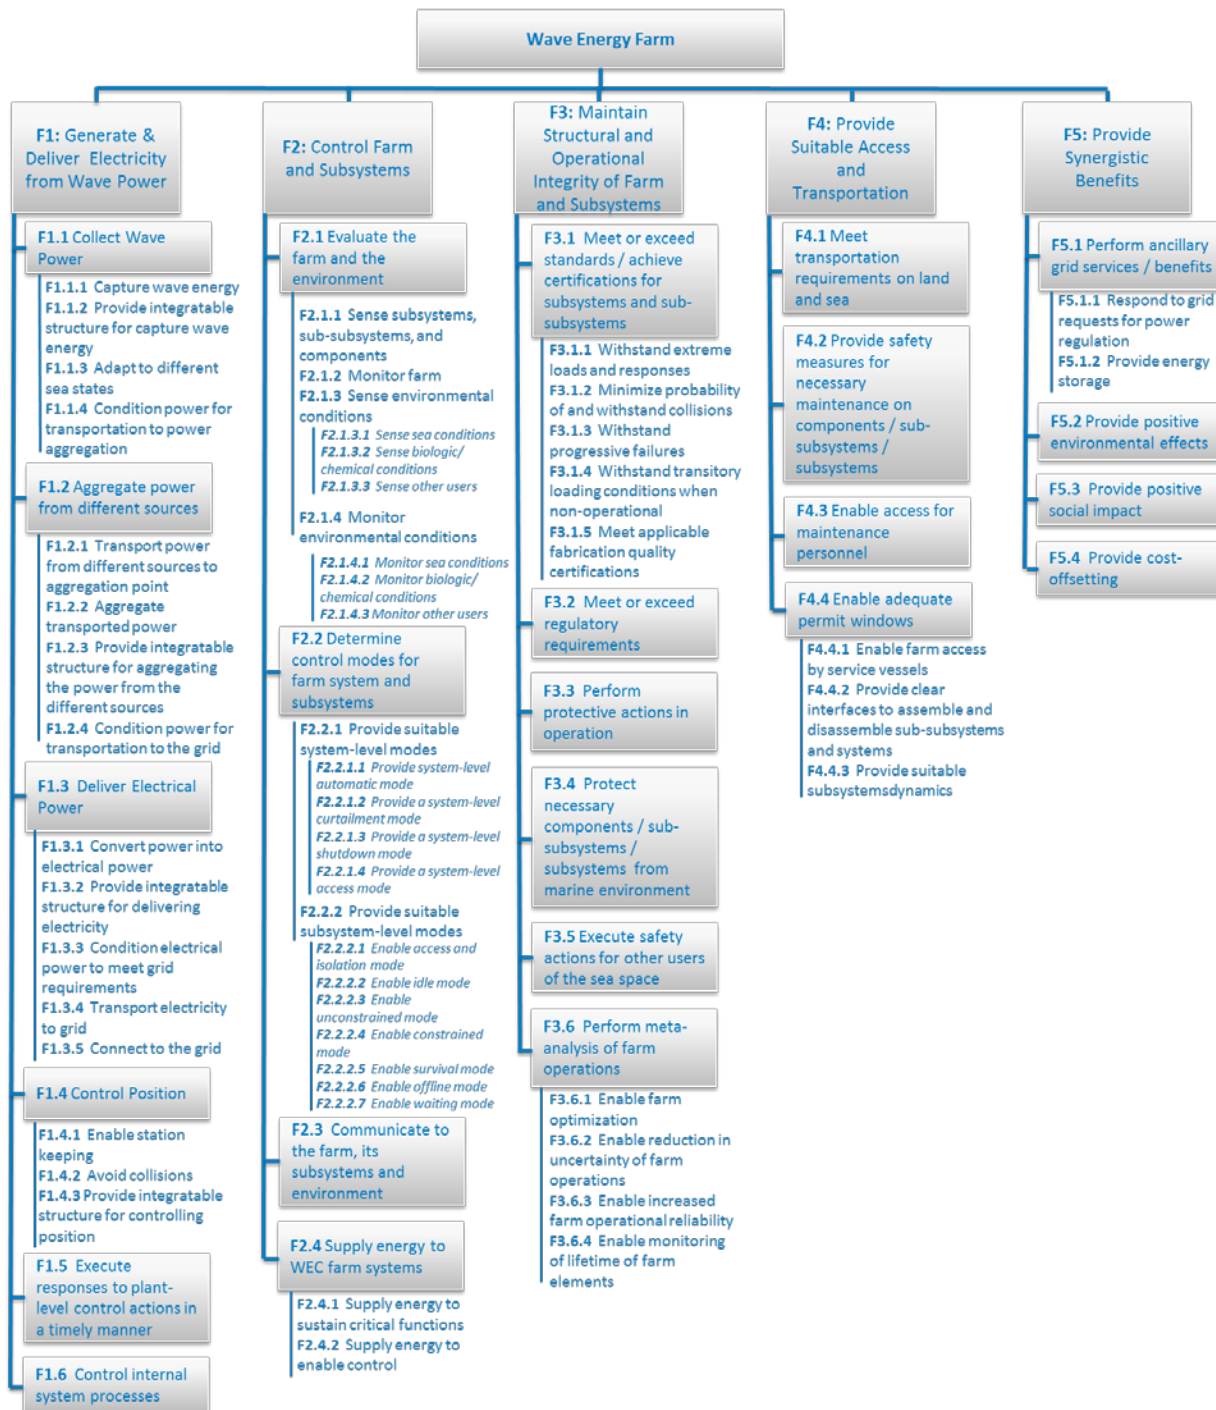 Wave Energy Farm
F1: Generate &
Deliver Electricity
from Wave Power
F1.1 Collect Wave
Power
F1.1.1 Capture wave energy
F1.1.2 Provide integratable
structure for capture wave
energy
F1.1.3 Adapt to different
sea states
F1.1.4 Condition power for
transportation to power
aggregation
F1.2 Aggregate power
from different sources
F1.2.1 Transport power
from different sources to
aggregation point
F1.2.2 Aggregate
transported power
F1.2.3 Provide integratable
structure for aggregating
the power from the
different sources
F1.2.4 Condition power for
transportation to the grid
F1.3 Deliver Electrical
Power
F1.3.1 Convert power into
electrical power
F1.3.2 Provide integratable
structure for delivering
electricity
F1.3.3 Condition electrical
power to meet grid
requirements
F1.3.4 Transport electricity
to grid
F1.3.5 Connect to the grid
F1.4 Control Position
F1.4.1 Enable station
keeping
F1.4.2 Avoid collisions
F1.4.3 Provide integratable
structure for controlling
position
F1.5 Execute
responses to plant-
level control actions in
a timely manner
F1.6 Control internal
system processes
F2: Control Farm
and Subsystems
F2.1 Evaluate the
farm and the
environment
F2.1.1 Sense subsystems,
sub-subsystems, and
components
F2.1.2 Monitor farm
F2.1.3 Sense environmental
conditions
F2.1.3.1 Sense sea conditions
F2.1.3.2 Sense biologic/
chemical conditions
F2.1.3.3 Sense other users
F2.1.4 Monitor
environmental conditions
F2.1.4.1 Monitor sea conditions
F2.1.4.2 Monitor biologic/
chemical conditions
F2.1.4.3 Monitor other users
F2.2 Determine
control modes for
farm system and
subsystems
F2.2.1 Provide suitable
system-level modes
F2.2.1.1 Provide system-level
automatic mode
F2.2.1.2 Provide a system-level
curtailment mode
F2.2.1.3 Provide a system-level
shutdown mode
F2.2.1.4 Provide a system-level
access mode
F2.2.2 Provide suitable
subsystem-level modes
F2.2.2.1 Enable access and
isolation mode
F2.2.2.2 Enable idle mode
F2.2.2.3 Enable
unconstrained mode
F2.2.2.4 Enable constrained
mode
F2.2.2.5 Enable survival mode
F2.2.2.6 Enable offline mode
F2.2.2.7 Enable waiting mode
F2.3 Communicate to
the farm, its
subsystems and
environment
F2.4 Supply energy to
WEC farm systems
F2.4.1 Supply energy to
sustain critical functions
F2.4.2 Supply energy to
enable control
F3: Maintain
Structural and
Operational
Integrity of Farm
and Subsystems
F3.1 Meet or exceed
standards / achieve
certifications for
subsystems and sub-
subsystems
F3.1.1 Withstand extreme
loads and responses
F3.1.2 Minimize probability
of and withstand collisions
F3.1.3 Withstand
progressive failures
F3.1.4 Withstand transitory
loading conditions when
non-operational
F3.1.5 Meet applicable
fabrication quality
certifications
F3.2 Meet or exceed
regulatory
requirements
F3.3 Perform
protective actions in
operation
F3.4 Protect
necessary
components / sub-
subsystems /
subsystems from
marine environment
F3.5 Execute safety
actions for other users
of the sea space
F3.6 Perform meta-
analysis of farm
operations
F3.6.1 Enable farm
optimization
F3.6.2 Enable reduction in
uncertainty of farm
operations
F3.6.3 Enable increased
farm operational reliability
F3.6.4 Enable monitoring
of lifetime of farm
elements
F4: Provide
Suitable Access
and
Transportation
F4.1 Meet
transportation
requirements on land
and sea
F4.2 Provide safety
measures for
necessary
maintenance on
components / sub-
subsystems /
subsystems
F4.3 Enable access for
maintenance
personnel
F4.4 Enable adequate
permit windows
F4.4.1 Enable farm access
by service vessels
F4.4.2 Provide clear
interfaces to assemble and
disassemble sub-subsystems
and systems
F4.4.3 Provide suitable
subsystemsdynamics
F5: Provide
Synergistic
Benefits
F5.1 Perform ancillary
grid services / benefits
F5.1.1 Respond to grid
requests for power
regulation
F5.1.2 Provide energy
storage
F5.2 Provide positive
environmental effects
F5.3 Provide positive
social impact
F5.4 Provide cost-
offsetting